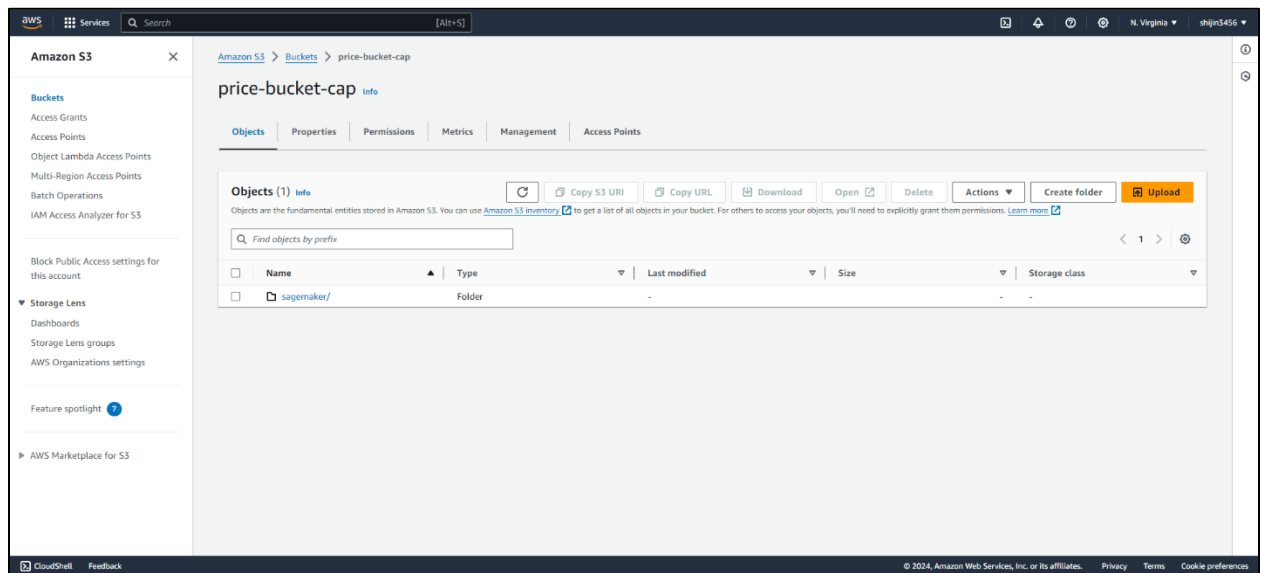 aws Services Search [Alt+S] N. Virginia ▼ shijin3456 ▼
Amazon S3
Buckets
Access Grants
Access Points
Object Lambda Access Points
Multi-Region Access Points
Batch Operations
IAM Access Analyzer for S3
Block Public Access settings for
this account
Storage Lens
Dashboards
Storage Lens groups
AWS Organizations settings
Feature spotlight 7
AWS Marketplace for S3
Amazon S3 > Buckets > price-bucket-cap
price-bucket-cap Info
Objects Properties Permissions Metrics Management Access Points
Objects (1) Info Copy S3 URI Copy URL Download Open Delete Actions ▼ Create folder Upload
Objects are the fundamental entities stored in Amazon S3. You can use Amazon S3 inventory to get a list of all objects in your bucket. For others to access your objects, you'll need to explicitly grant them permissions. Learn more
Find objects by prefix < 1 >
Name Type Last modified Size Storage class
sagemaker/ Folder - - -
CloudShell Feedback © 2024, Amazon Web Services, Inc. or its affiliates. Privacy Terms Cookie preferences